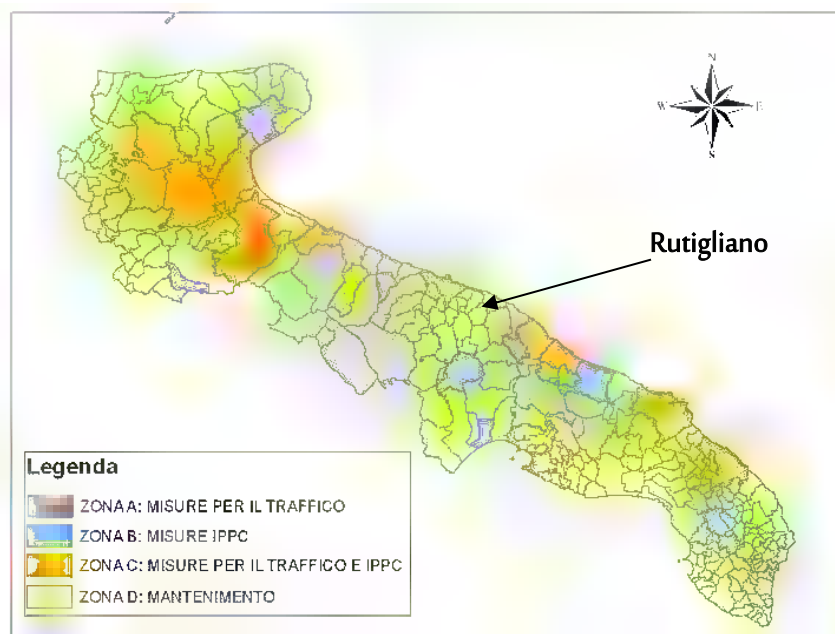 N
W E
S
Rutigliano
Legenda
ZONA A: MISURE PER IL TRAFFICO
ZONA B: MISURE IPPC
ZONA C: MISURE PER IL TRAFFICO E IPPC
ZONA D: MANTENIMENTO